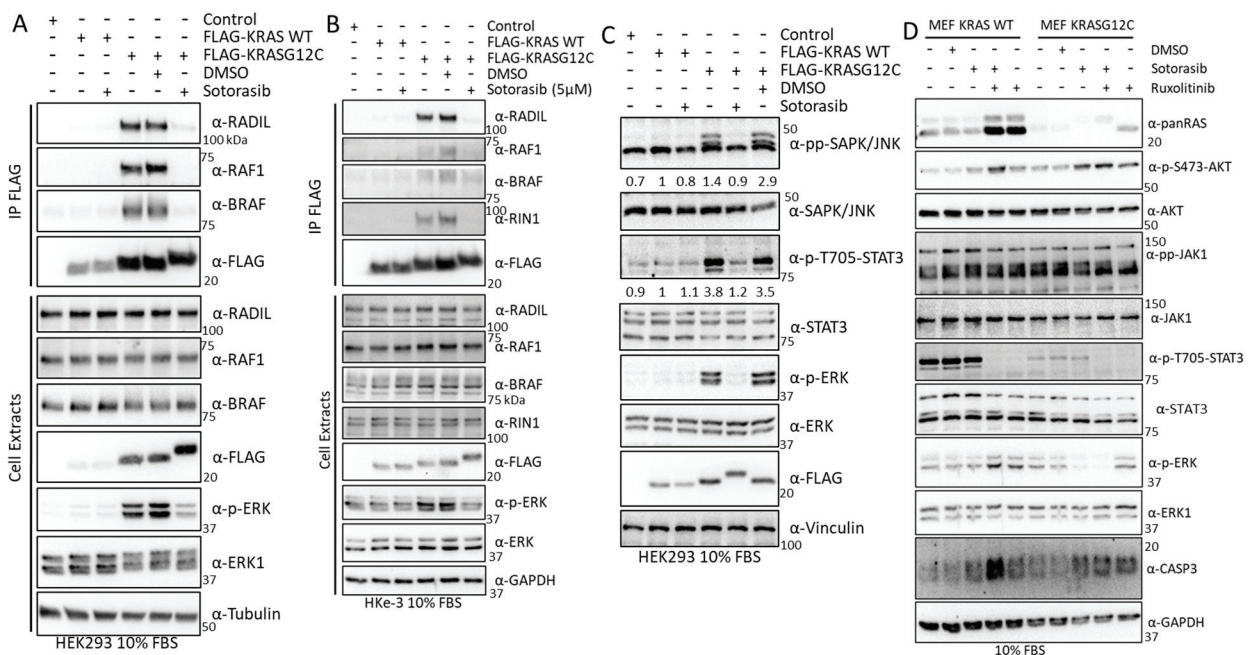 A
+ - - - - - Control
- + + - - - FLAG-KRAS WT
- - - + + + FLAG-KRASG12C
- - - - + - DMSO
- - + - - + Sotorasib
IP FLAG
α-RADIL
100 kDa
75
α-RAF1
α-BRAF
75
α-FLAG
20
Cell Extracts
α-RADIL
100
75
α-RAF1
α-BRAF
75
α-FLAG
20
α-p-ERK
37
α-ERK1
37
α-Tubulin
50
HEK293 10% FBS
B
+ - - - - - Control
- + + - - - FLAG-KRAS WT
- - - + + + FLAG-KRASG12C
- - - - + - DMSO
- - + - - + Sotorasib (5μM)
IP FLAG
α-RADIL
100
75
α-RAF1
α-BRAF
75
100
α-RIN1
α-FLAG
20
Cell Extracts
α-RADIL
100
75
α-RAF1
α-BRAF
75 kDa
α-RIN1
100
α-FLAG
20
α-p-ERK
37
α-ERK
37
α-GAPDH
37
HKe-3 10% FBS
C
+ - - - - - Control
- + + - - - FLAG-KRAS WT
- - - + + + FLAG-KRASG12C
- - - - - + DMSO
- - + - + - Sotorasib
50
α-pp-SAPK/JNK
0.7 1 0.8 1.4 0.9 2.9
50
α-SAPK/JNK
α-p-T705-STAT3
75
0.9 1 1.1 3.8 1.2 3.5
α-STAT3
75
α-p-ERK
37
α-ERK
37
α-FLAG
20
α-Vinculin
100
HEK293 10% FBS
D
MEF KRAS WT MEF KRASG12C
- + - - - - + - - - DMSO
- - + + - - - + + - Sotorasib
- - - + + - - - + + Ruxolitinib
α-panRAS
20
α-p-S473-AKT
50
α-AKT
50
150
α-pp-JAK1
150
α-JAK1
α-p-T705-STAT3
75
α-STAT3
75
α-p-ERK
37
α-ERK1
37
20
α-CASP3
α-GAPDH
37
10% FBS